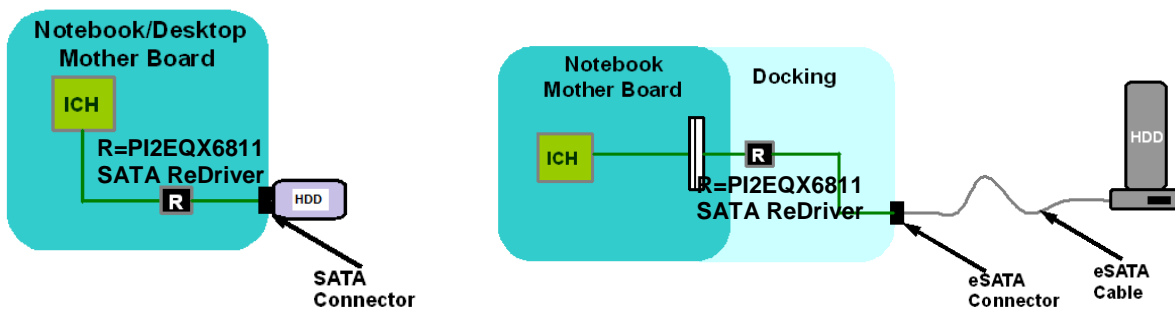 Notebook/Desktop
Mother Board
ICH
R=PI2EQX6811
SATA ReDriver
R
HDD
SATA
Connector
Notebook
Mother Board
Docking
ICH
R
R=PI2EQX6811
SATA ReDriver
HDD
eSATA
Connector
eSATA
Cable